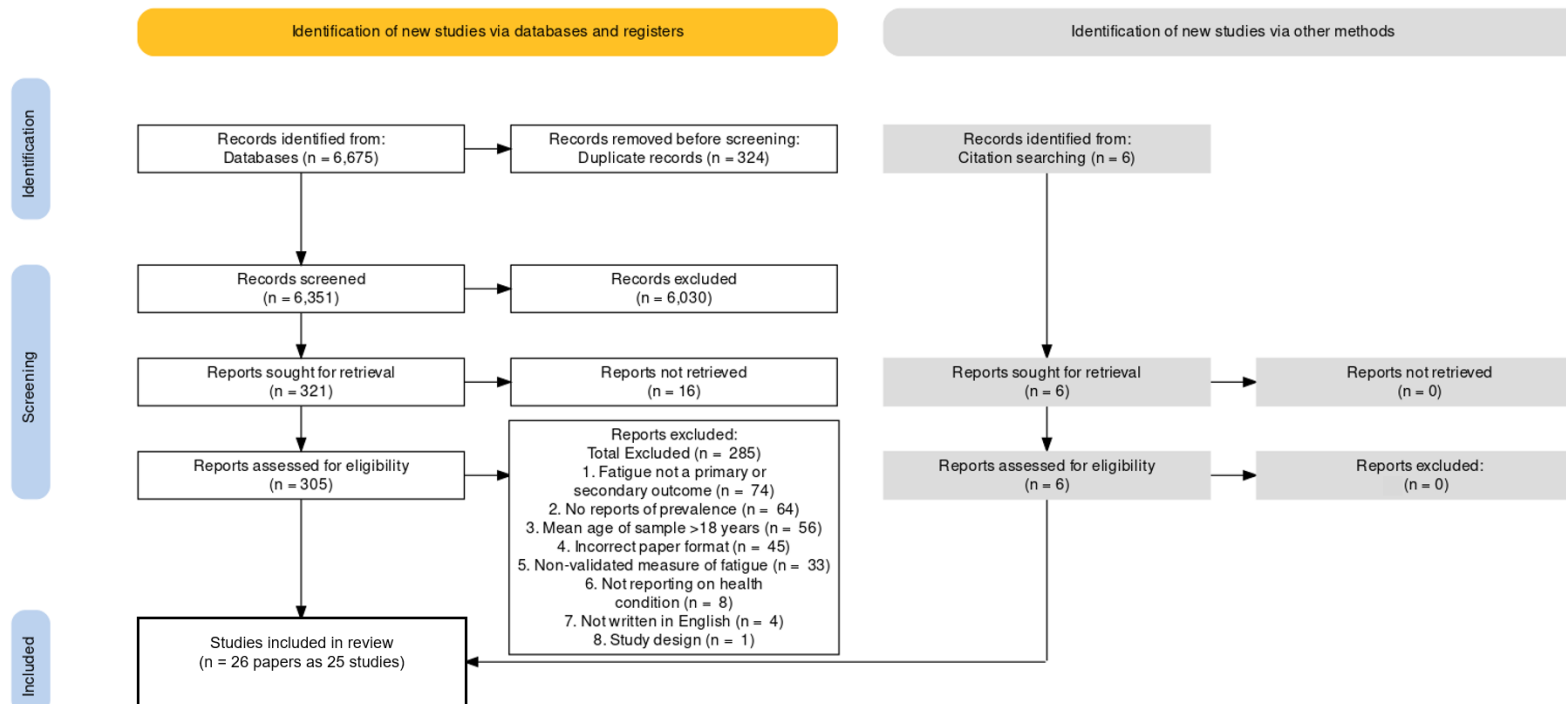 Identification of new studies via databases and registers
Identification of new studies via other methods
Identification
Records identified from:
Databases (n = 6,675)
Records removed before screening:
Duplicate records (n = 324)
Records identified from:
Citation searching (n = 6)
Screening
Records screened
(n = 6,351)
Records excluded
(n = 6,030)
Reports sought for retrieval
(n = 321)
Reports not retrieved
(n = 16)
Reports sought for retrieval
(n = 6)
Reports not retrieved
(n = 0)
Reports assessed for eligibility
(n = 305)
Reports excluded:
Total Excluded (n = 285)
1. Fatigue not a primary or
secondary outcome (n = 74)
2. No reports of prevalence (n = 64)
3. Mean age of sample >18 years (n = 56)
4. Incorrect paper format (n = 45)
5. Non-validated measure of fatigue (n = 33)
6. Not reporting on health
condition (n = 8)
7. Not written in English (n = 4)
8. Study design (n = 1)
Reports assessed for eligibility
(n = 6)
Reports excluded:
(n = 0)
Included
Studies included in review
(n = 26 papers as 25 studies)